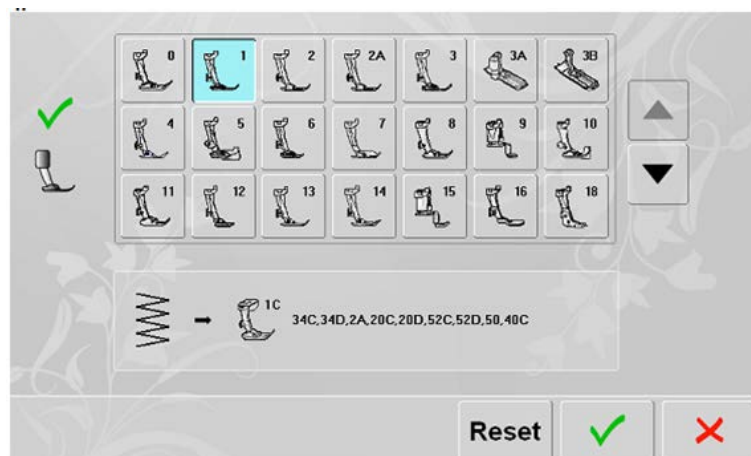 0 1 2 2A 3 3A 3B
4 5 6 7 8 9 10
11 12 13 14 15 16 18
1C
34C,34D,2A,20C,20D,52C,52D,50,40C
Reset